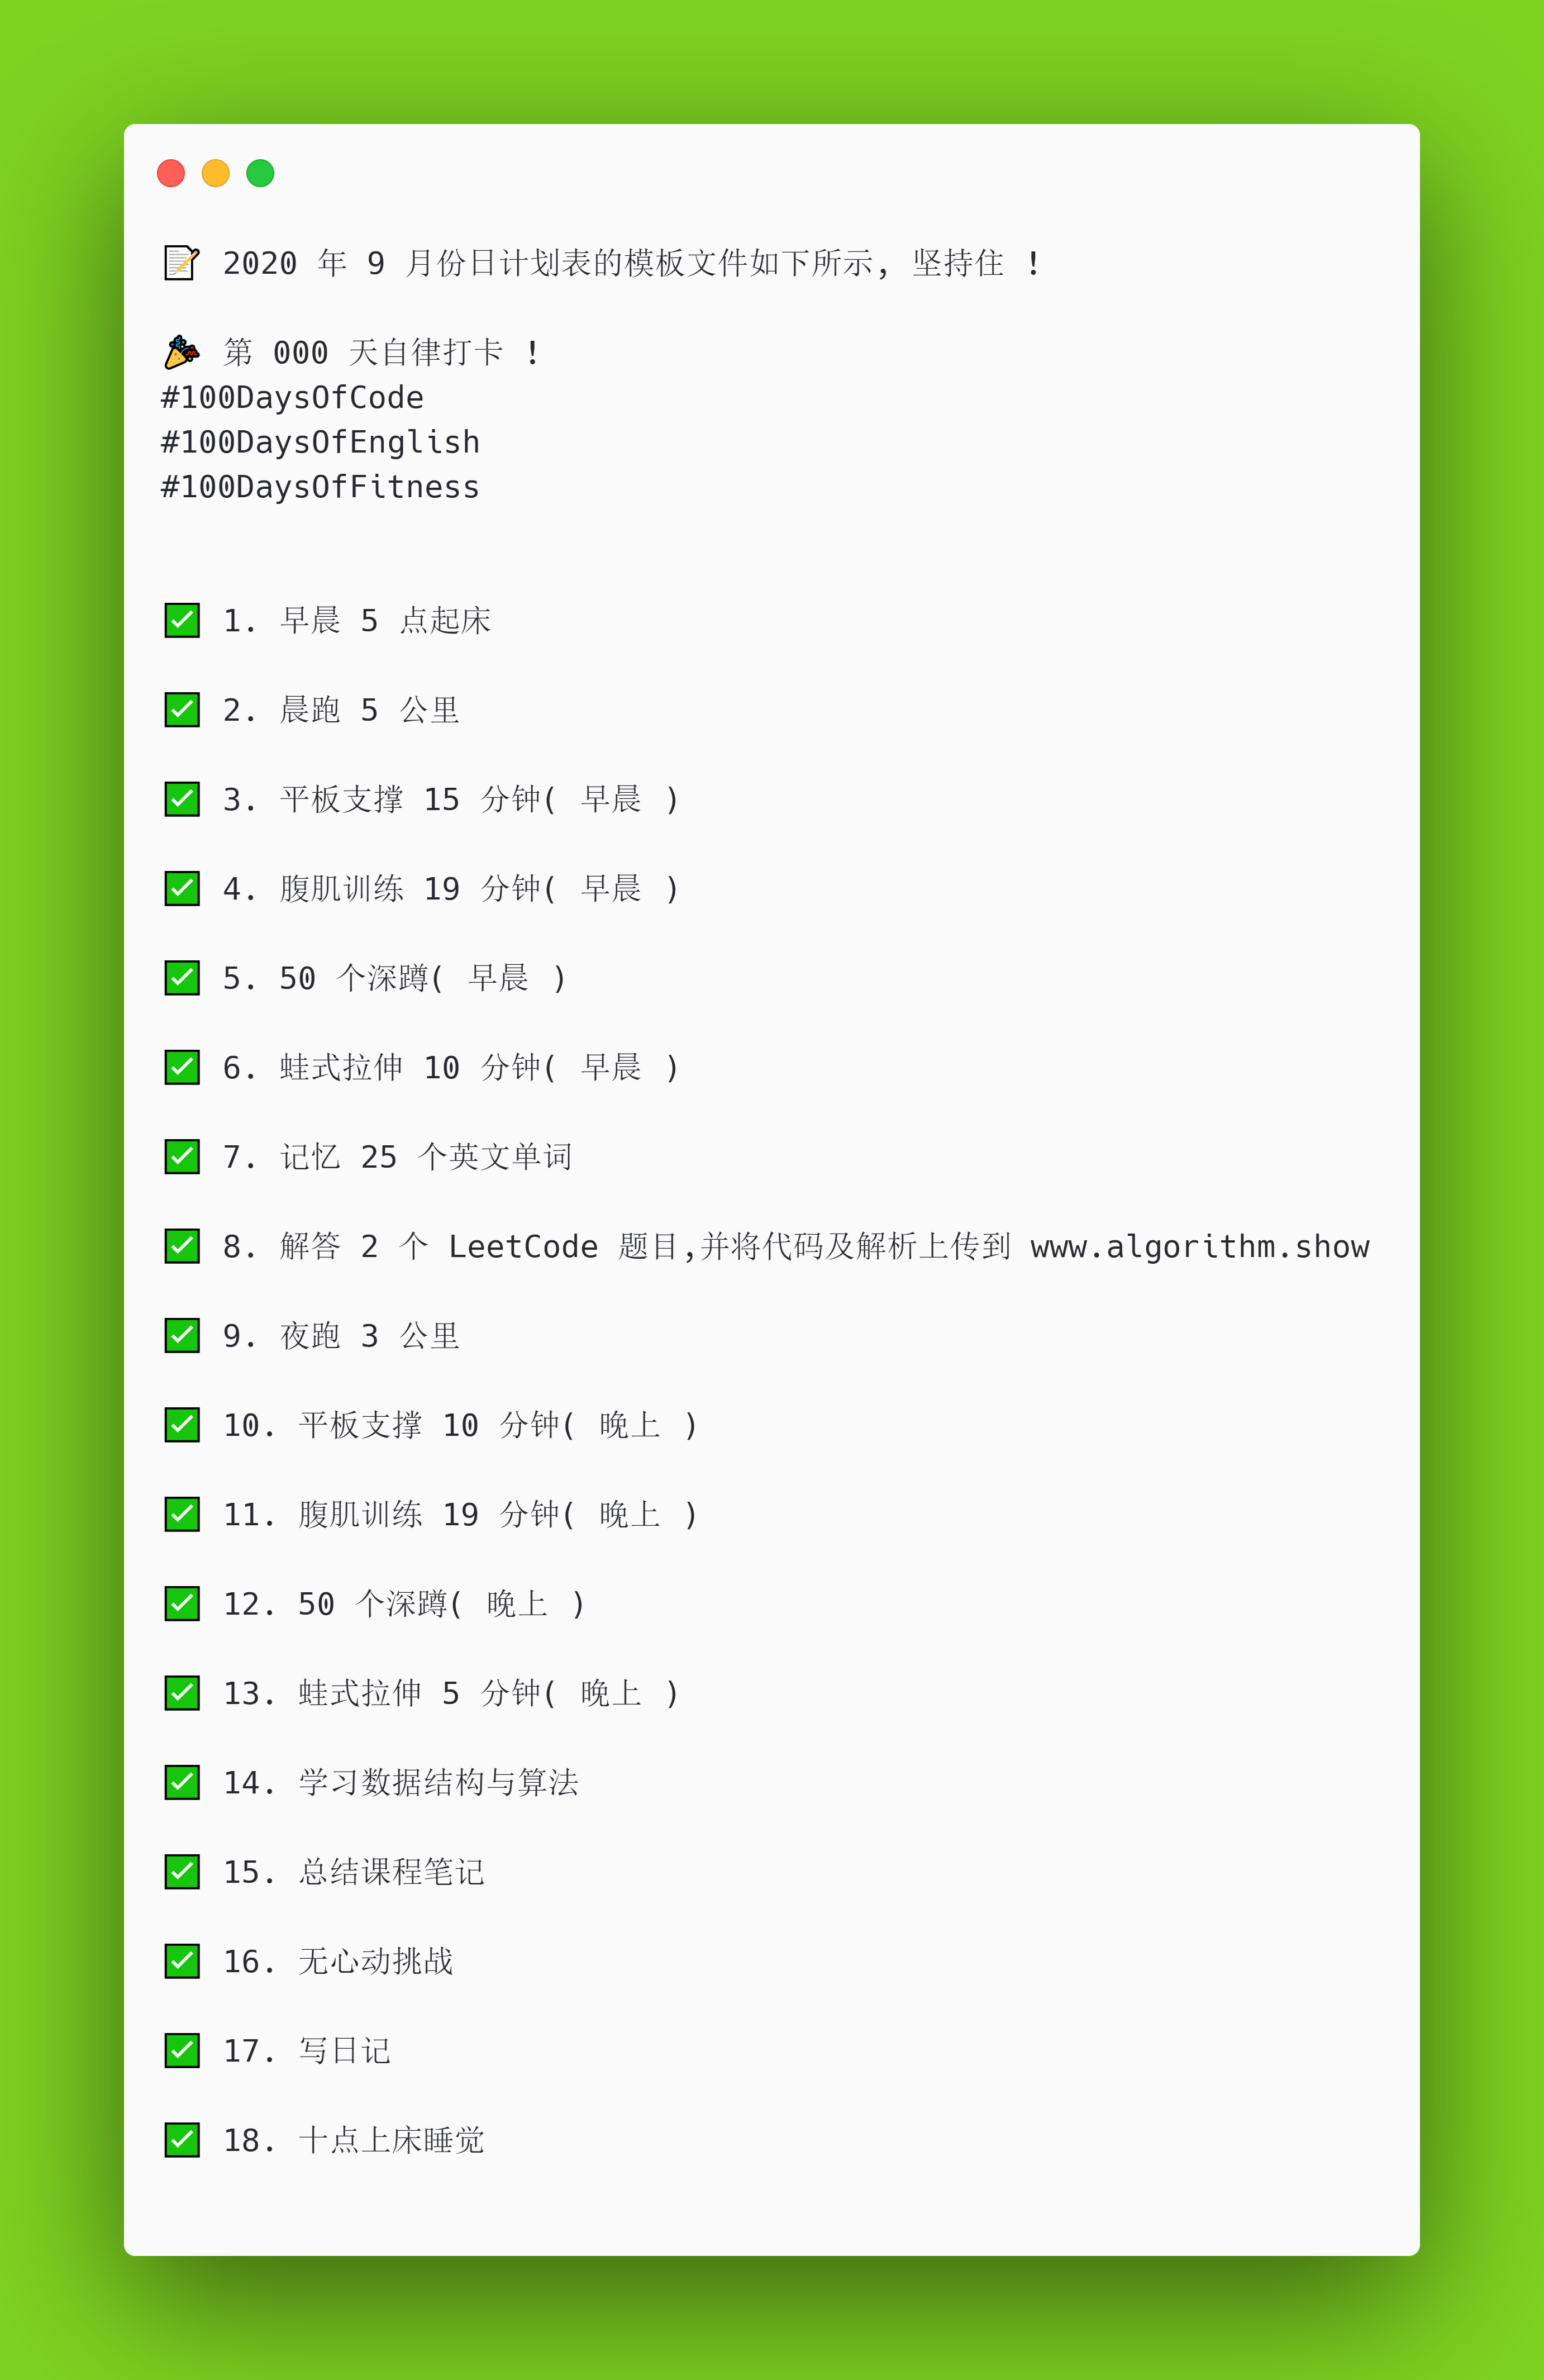 📝 2020 年 9 月份日计划表的模板文件如下所示, 坚持住 !
🎉 第 000 天自律打卡 !
#100DaysOfCode
#100DaysOfEnglish
#100DaysOfFitness
✅ 1. 早晨 5 点起床
✅ 2. 晨跑 5 公里
✅ 3. 平板支撑 15 分钟( 早晨 )
✅ 4. 腹肌训练 19 分钟( 早晨 )
✅ 5. 50 个深蹲( 早晨 )
✅ 6. 蛙式拉伸 10 分钟( 早晨 )
✅ 7. 记忆 25 个英文单词
✅ 8. 解答 2 个 LeetCode 题目,并将代码及解析上传到 www.algorithm.show
✅ 9. 夜跑 3 公里
✅ 10. 平板支撑 10 分钟( 晚上 )
✅ 11. 腹肌训练 19 分钟( 晚上 )
✅ 12. 50 个深蹲( 晚上 )
✅ 13. 蛙式拉伸 5 分钟( 晚上 )
✅ 14. 学习数据结构与算法
✅ 15. 总结课程笔记
✅ 16. 无心动挑战
✅ 17. 写日记
✅ 18. 十点上床睡觉